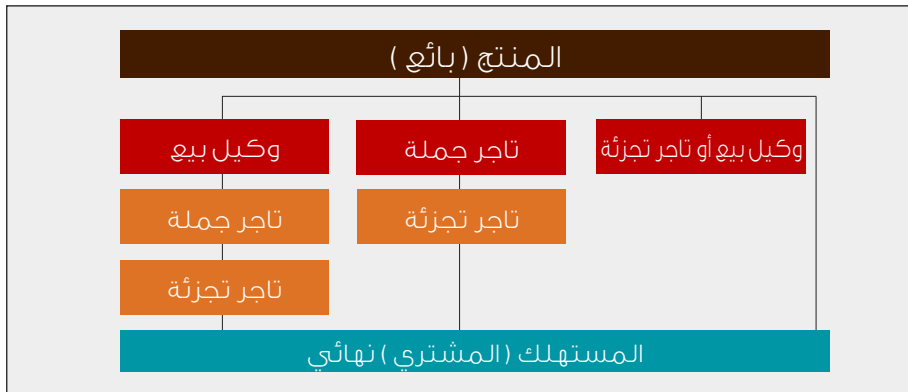 المنتج ( بائع )
وكيل بيع أو تاجر تجزئة
تاجر جملة
وكيل بيع
تاجر تجزئة
تاجر جملة
تاجر تجزئة
المستهلك ( المشتري ) نهائي